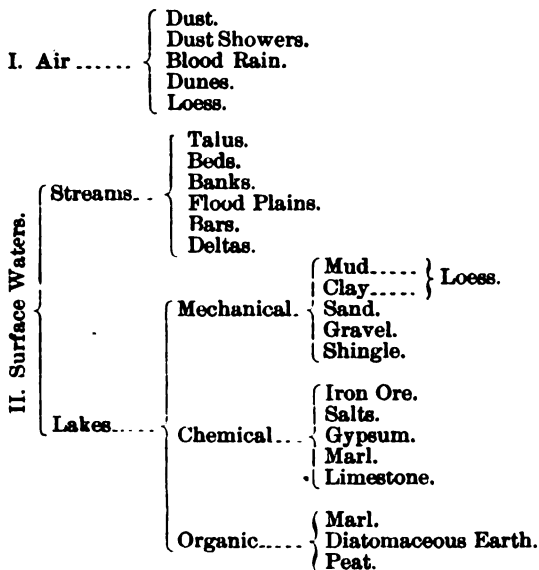 Dust.
Dust Showers.
I. Air ...... Blood Rain.
Dunes.
Loess.
Talus.
Beds.
Banks.
Streams... Flood Plains.
Bars.
Deltas.
II. Surface Waters.
Mud..... Loess.
Clay.....
Mechanical. Sand.
Gravel.
Shingle.
Iron Ore.
Salts.
Lakes..... Chemical.... Gypsum.
Marl.
Limestone.
Marl.
Organic..... Diatomaceous Earth.
Peat.